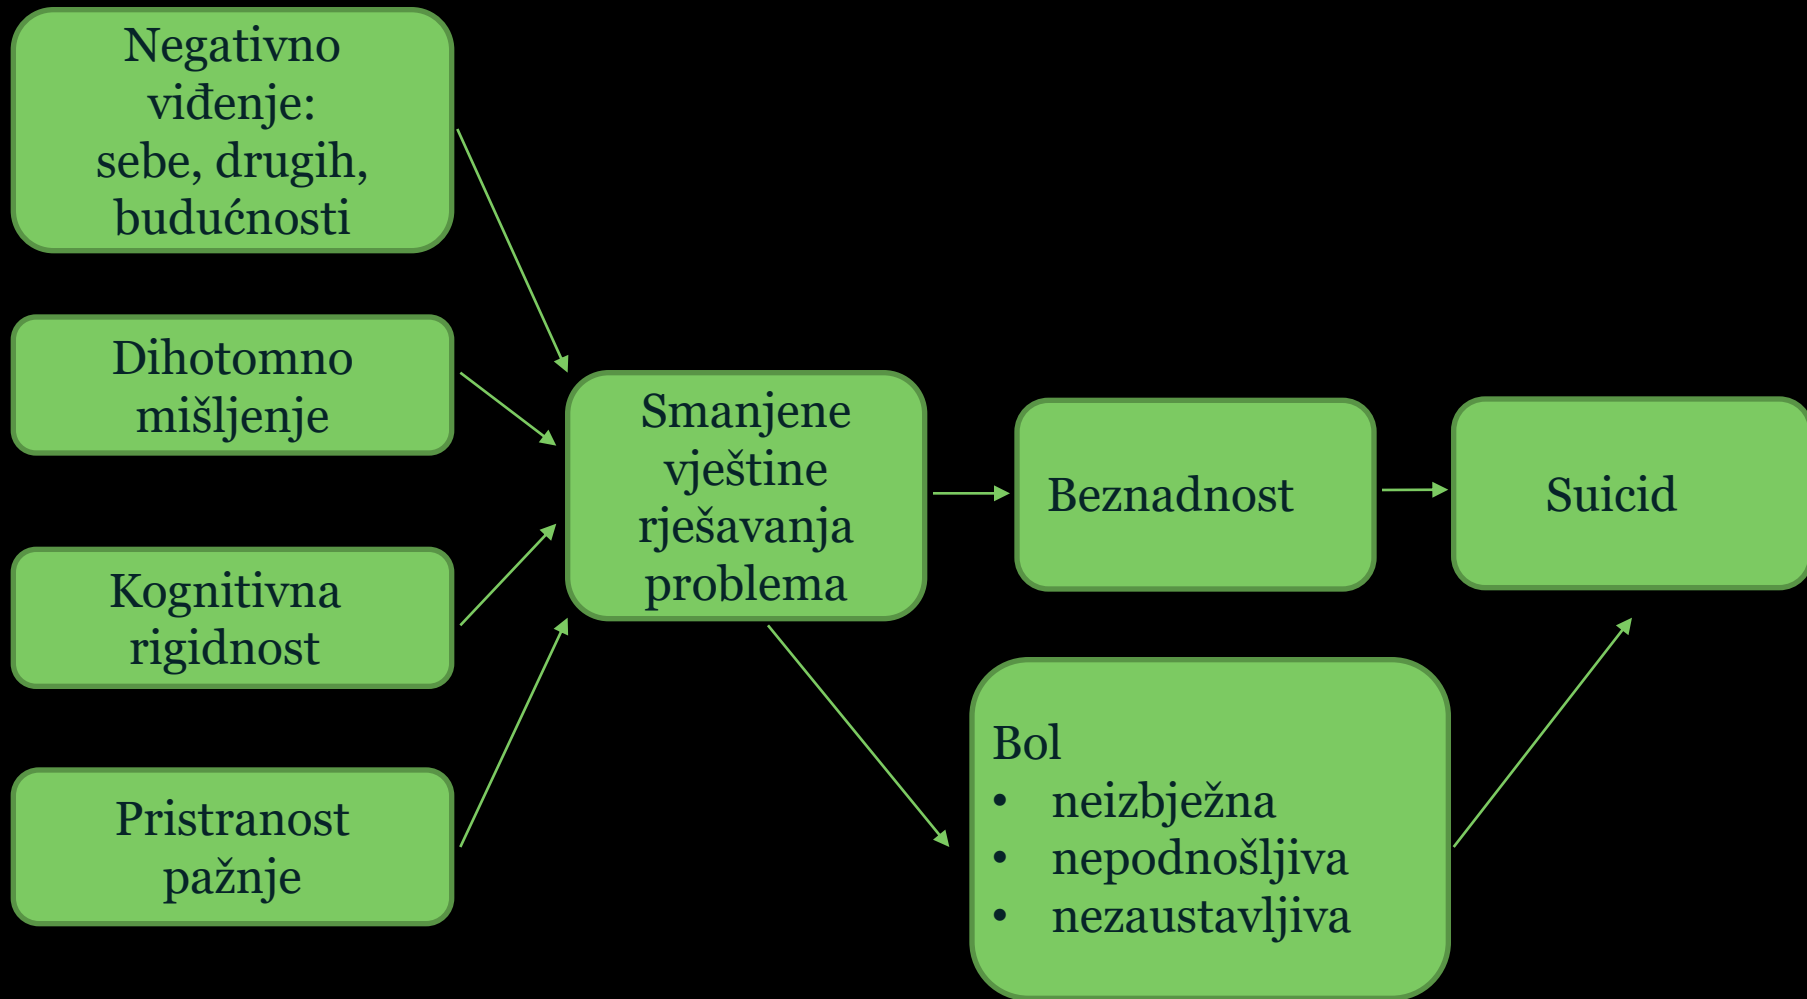 Negativno
viđenje:
sebe, drugih,
budućnosti
Dihotomno
mišljenje
Kognitivna
rigidnost
Pristranost
pažnje
Smanjene
vještine
rješavanja
problema
Beznadnost
Suicid
Bol
• neizbježna
• nepodnošljiva
• nezaustavljiva